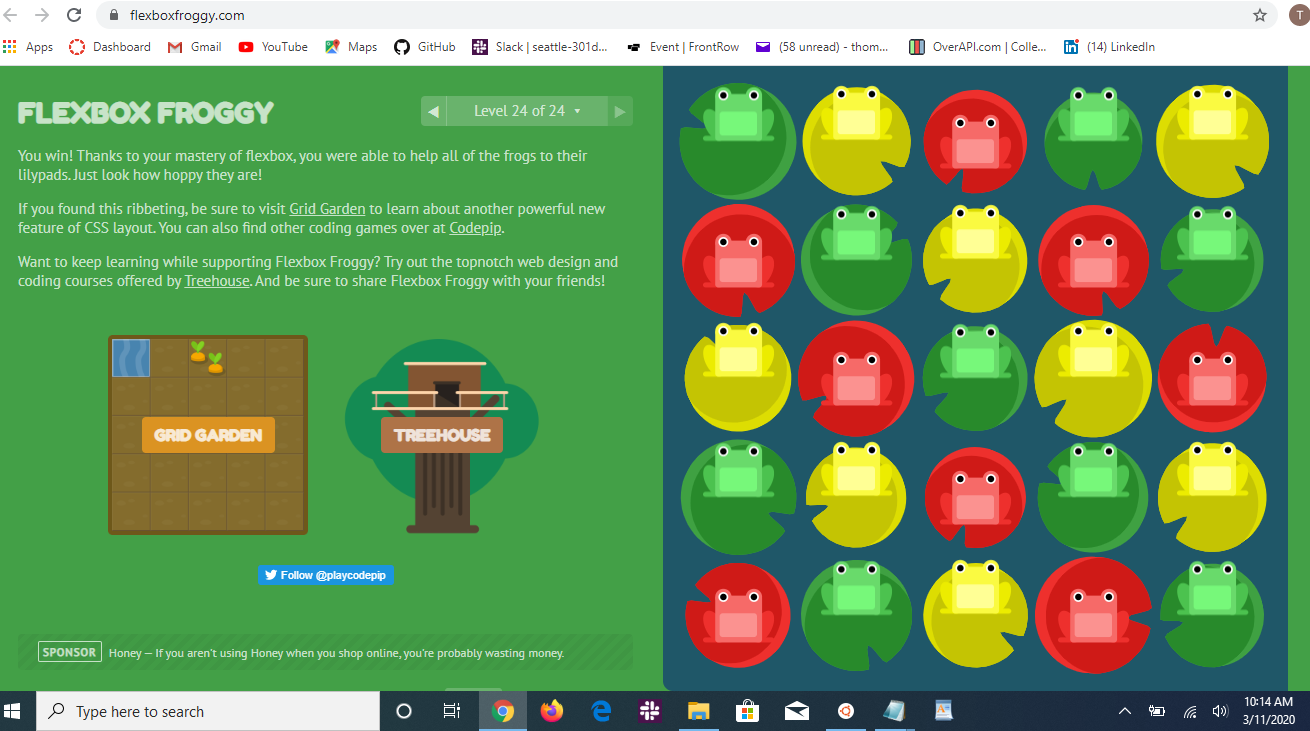 flexboxfroggy.com
T
Apps Dashboard Gmail YouTube Maps GitHub Slack | seattle-301d... Event | FrontRow (58 unread) - thom... OverAPI.com | Colle... (14) LinkedIn
FLEXBOX FROGGY
Level 24 of 24
You win! Thanks to your mastery of flexbox, you were able to help all of the frogs to their
lilypads. Just look how hoppy they are!
If you found this ribbeting, be sure to visit Grid Garden to learn about another powerful new
feature of CSS layout. You can also find other coding games over at Codepip.
Want to keep learning while supporting Flexbox Froggy? Try out the topnotch web design and
coding courses offered by Treehouse. And be sure to share Flexbox Froggy with your friends!
GRID GARDEN
TREEHOUSE
Follow @playcodepip
SPONSOR Honey — If you aren't using Honey when you shop online, you're probably wasting money.
Type here to search
10:14 AM
3/11/2020